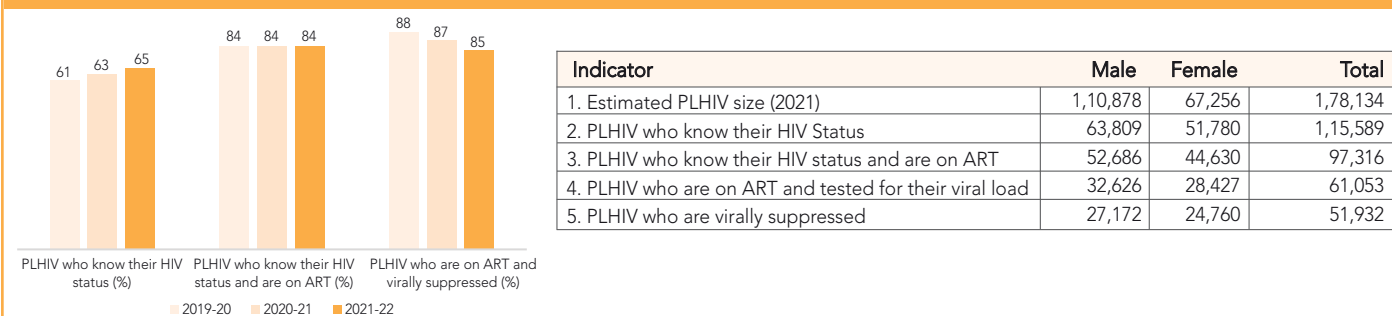 61
63
65
84
84
84
88
87
85
PLHIV who know their HIV
status (%)
PLHIV who know their HIV
status and are on ART (%)
PLHIV who are on ART and
virally suppressed (%)
2019-20 2020-21 2021-22
Indicator Male Female Total
1. Estimated PLHIV size (2021) 1,10,878 67,256 1,78,134
2. PLHIV who know their HIV Status 63,809 51,780 1,15,589
3. PLHIV who know their HIV status and are on ART 52,686 44,630 97,316
4. PLHIV who are on ART and tested for their viral load 32,626 28,427 61,053
5. PLHIV who are virally suppressed 27,172 24,760 51,932